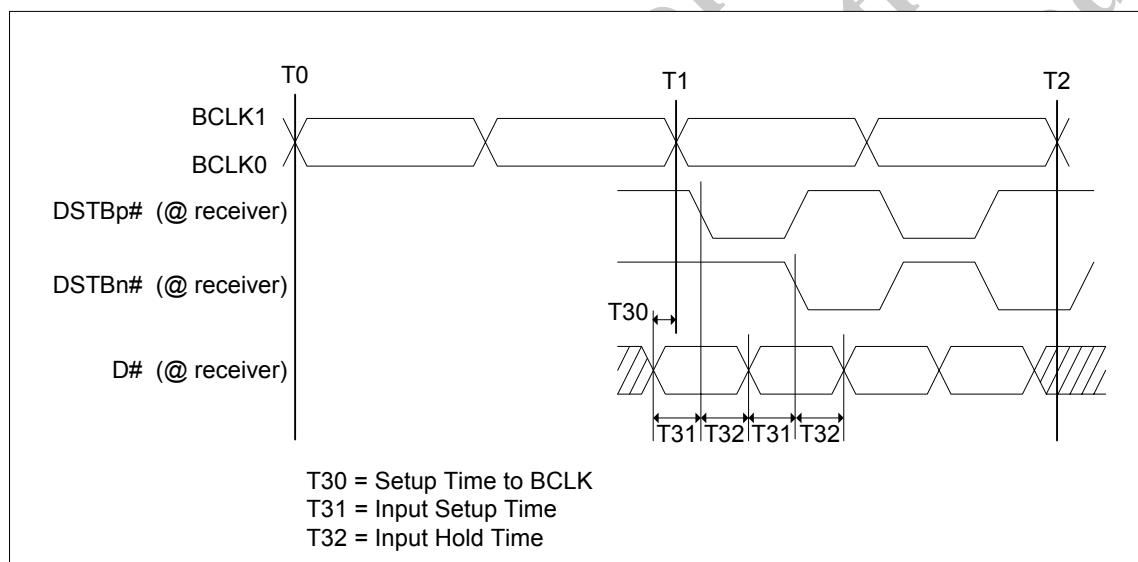 T0 T1 T2
BCLK1
BCLK0
DSTBp# (@ receiver)
DSTBn# (@ receiver)
T30
D# (@ receiver)
T31 T32 T31 T32
T30 = Setup Time to BCLK
T31 = Input Setup Time
T32 = Input Hold Time